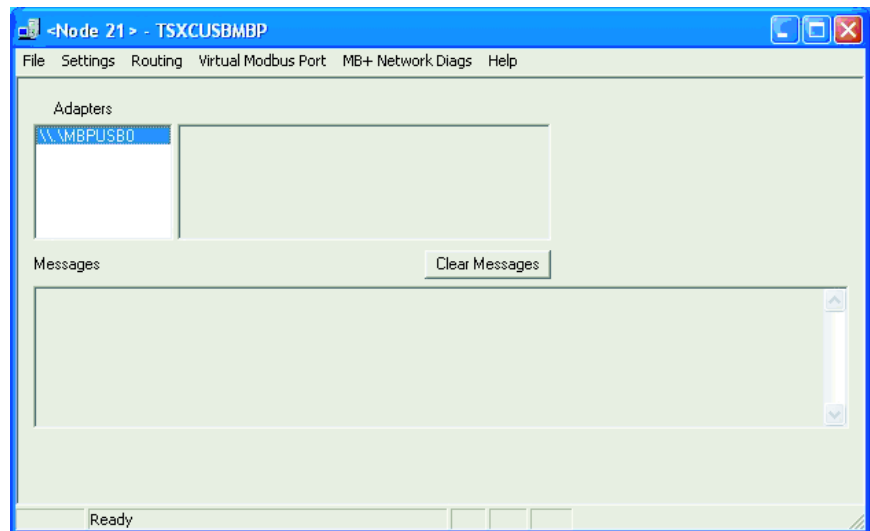 <Node 21> - TSXCUSBMBP
File Settings Routing Virtual Modbus Port MB+ Network Diags Help
Adapters
\\.\MBPUSB0
Messages Clear Messages
Ready